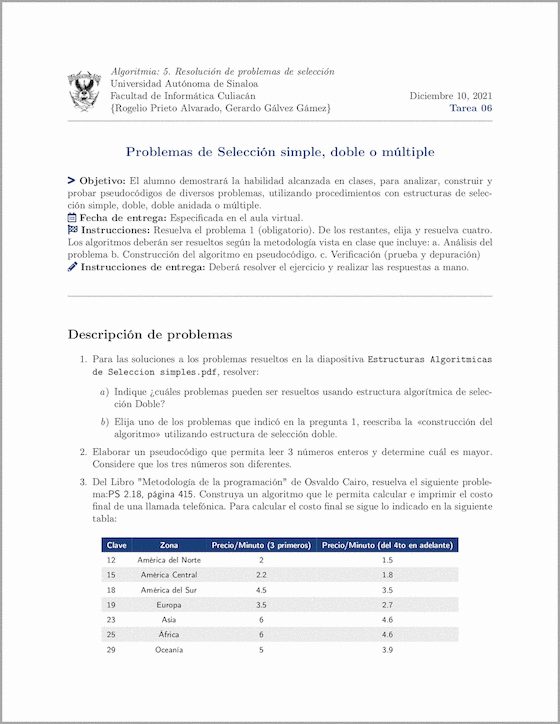 Algoritmia: 5. Resolución de problemas de selección
Universidad Autónoma de Sinaloa
Facultad de Informática Culiacán
{Rogelio Prieto Alvarado, Gerardo Gálvez Gámez}
Diciembre 10, 2021
Tarea 06
Problemas de Selección simple, doble o múltiple
Objetivo: El alumno demostrará la habilidad alcanzada en clases, para analizar, construir y
probar pseudocódigos de diversos problemas, utilizando procedimientos con estructuras de selec-
ción simple, doble, doble anidada o múltiple.
Fecha de entrega: Especificada en el aula virtual.
Instrucciones: Resuelva el problema 1 (obligatorio). De los restantes, elija y resuelva cuatro.
Los algoritmos deberán ser resueltos según la metodología vista en clase que incluye: a. Análisis del
problema b. Construcción del algoritmo en pseudocódigo. c. Verificación (prueba y depuración)
Instrucciones de entrega: Deberá resolver el ejercicio y realizar las respuestas a mano.
Descripción de problemas
1. Para las soluciones a los problemas resueltos en la diapositiva Estructuras Algoritmicas
de Seleccion simples.pdf, resolver:
a) Indique ¿cuáles problemas pueden ser resueltos usando estructura algorítmica de selec-
ción Doble?
b) Elija uno de los problemas que indicó en la pregunta 1, reescriba la «construcción del
algoritmo» utilizando estructura de selección doble.
2. Elaborar un pseudocódigo que permita leer 3 números enteros y determine cuál es mayor.
Considere que los tres números son diferentes.
3. Del Libro "Metodología de la programación" de Osvaldo Cairo, resuelva el siguiente proble-
ma:PS 2.18, página 415. Construya un algoritmo que le permita calcular e imprimir el costo
final de una llamada telefónica. Para calcular el costo final se sigue lo indicado en la siguiente
tabla:
Clave Zona Precio/Minuto (3 primeros) Precio/Minuto (del 4to en adelante)
12 América del Norte 2 1.5
15 América Central 2.2 1.8
18 América del Sur 4.5 3.5
19 Europa 3.5 2.7
23 Asia 6 4.6
25 África 6 4.6
29 Oceanía 5 3.9